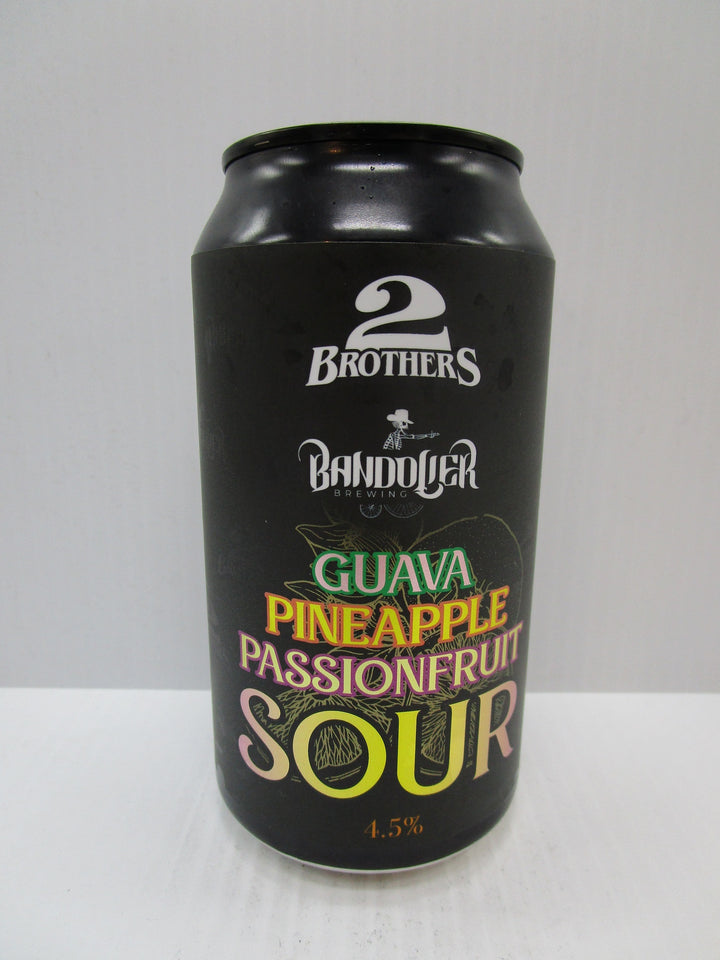 2
BROTHERS
BANDOLIER
BREWING
GUAVA
PINEAPPLE
PASSIONFRUIT
SOUR
4.5%